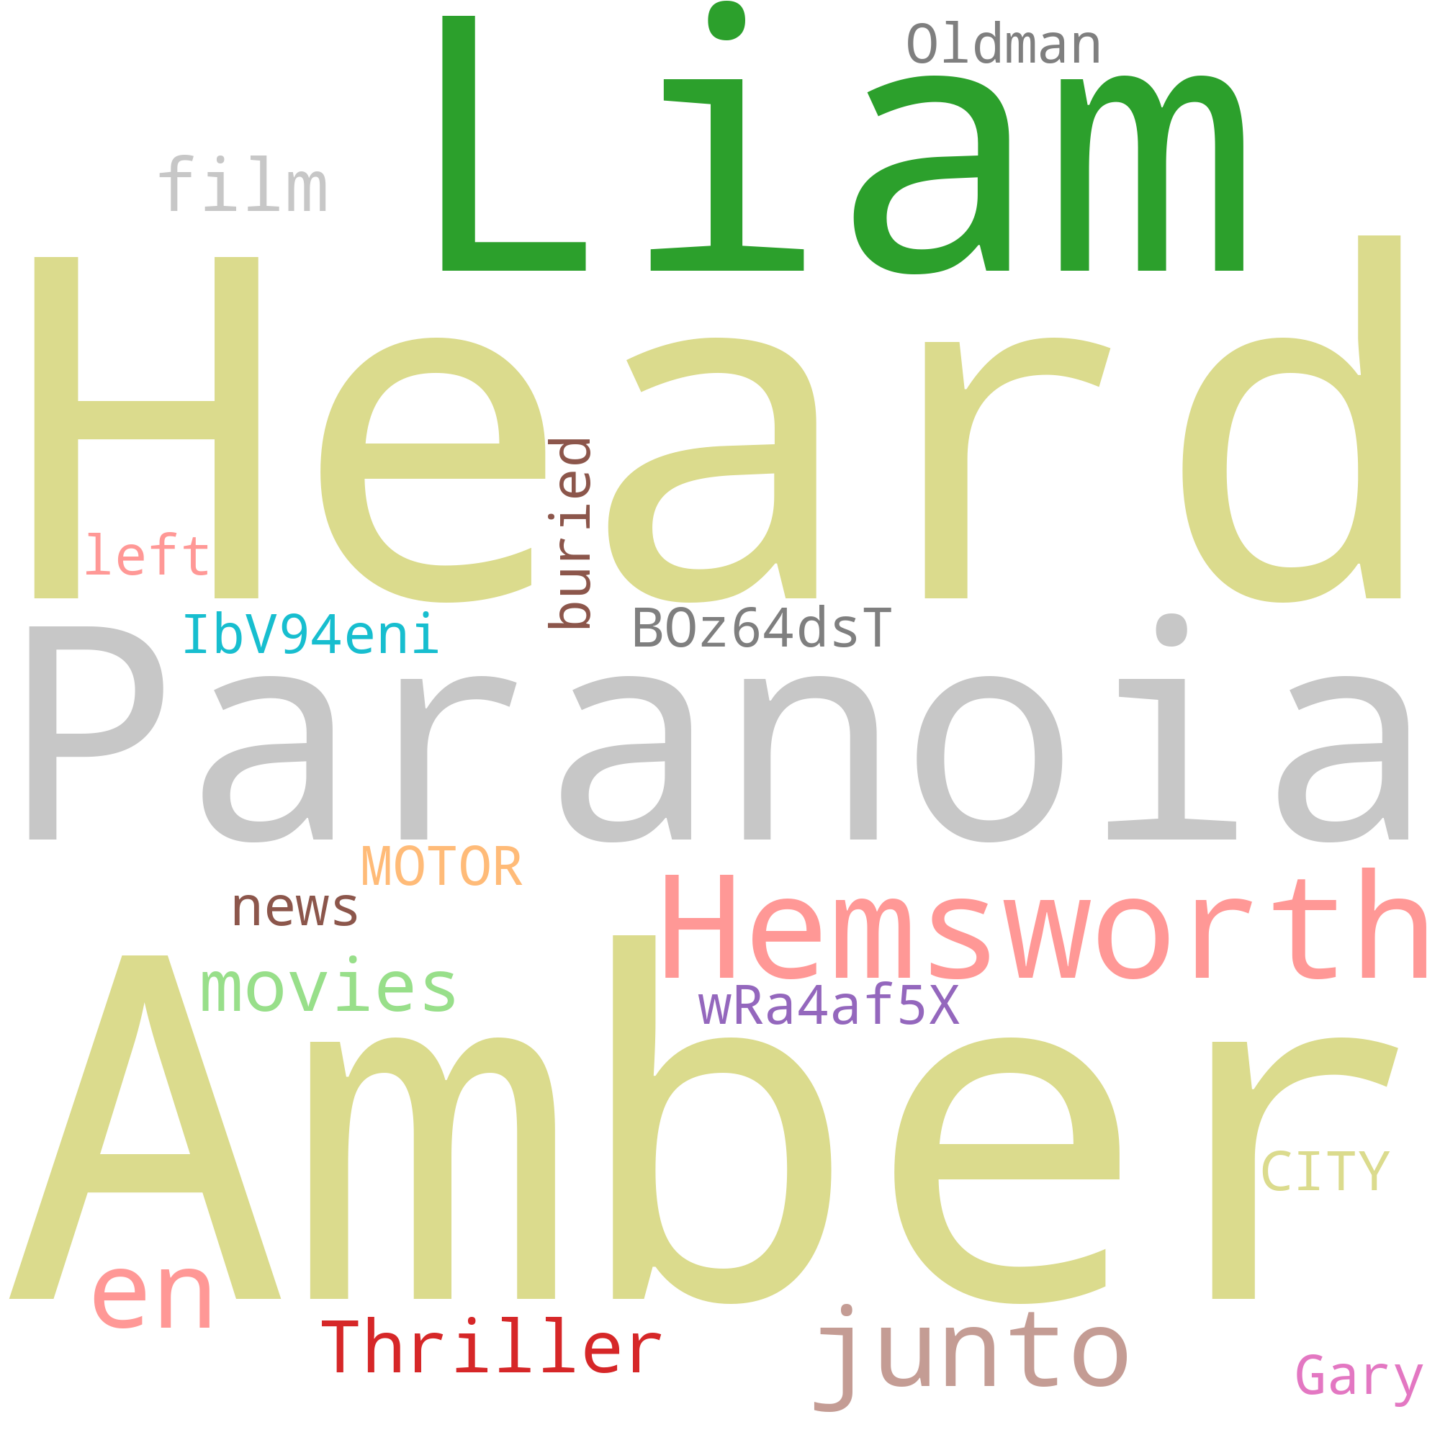 Oldman
Liam
film
Heard
buried
left
IbV94eni
BOz64dsT
Paranoia
MOTOR
news
Hemsworth
movies
wRa4af5X
Amber
CITY
en
Thriller
junto
Gary